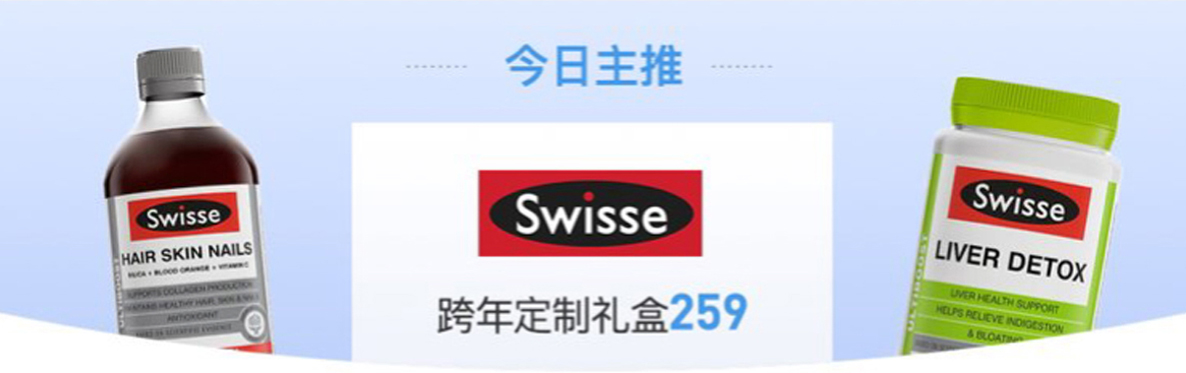 今日主推
Swisse
跨年定制礼盒259
Swisse
HAIR SKIN NAILS
SILICA + BLOOD ORANGE + VITAMIN C
SUPPORTS COLLAGEN PRODUCTION
MAINTAINS HEALTHY HAIR, SKIN & NAILS
ANTIOXIDANT
ULTIBOOST
Swisse
LIVER DETOX
LIVER HEALTH SUPPORT
HELPS RELIEVE INDIGESTION
& BLOATING
ULTIBOOST